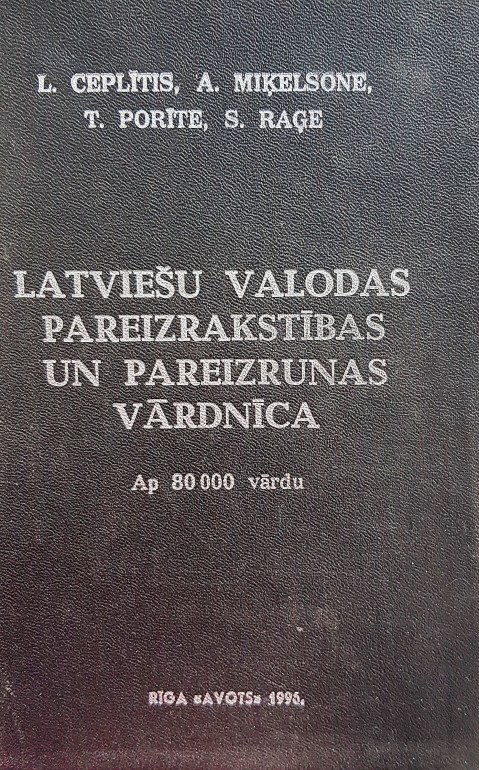 L. CEPLĪTIS, A. MIĶELSONE,
T. PORĪTE, S. RAĢE
LATVIEŠU VALODAS
PAREIZRAKSTĪBAS
UN PAREIZRUNAS
VĀRDNĪCA
Ap 80 000 vārdu
RĪGA «AVOTS» 1995.